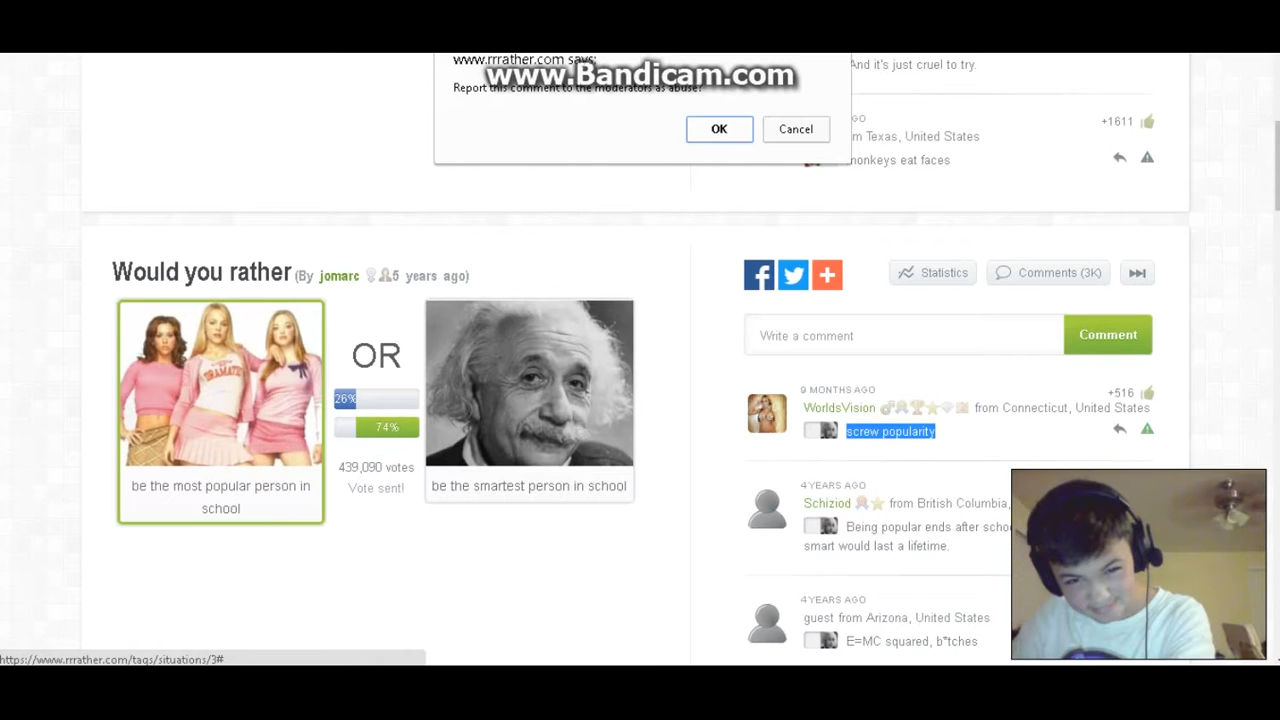 www.rrrather.com says:
www.Bandicam.com
Report this comment to the moderators as abuse?
OK
Cancel
And it's just cruel to try.
GO
+1611
m Texas, United States
monkeys eat faces
Would you rather (By jomarc 5 years ago)
OR
26%
74%
439,090 votes
Vote sent!
DRAMATIC
be the most popular person in
school
be the smartest person in school
Statistics
Comments (3K)
Write a comment
Comment
9 MONTHS AGO
+516
WorldsVision from Connecticut, United States
screw popularity
4 YEARS AGO
Schiziod from British Columbia,
Being popular ends after schoo
smart would last a lifetime.
4 YEARS AGO
guest from Arizona, United States
E=MC squared, b*tches
https://www.rrrather.com/tags/situations/3#